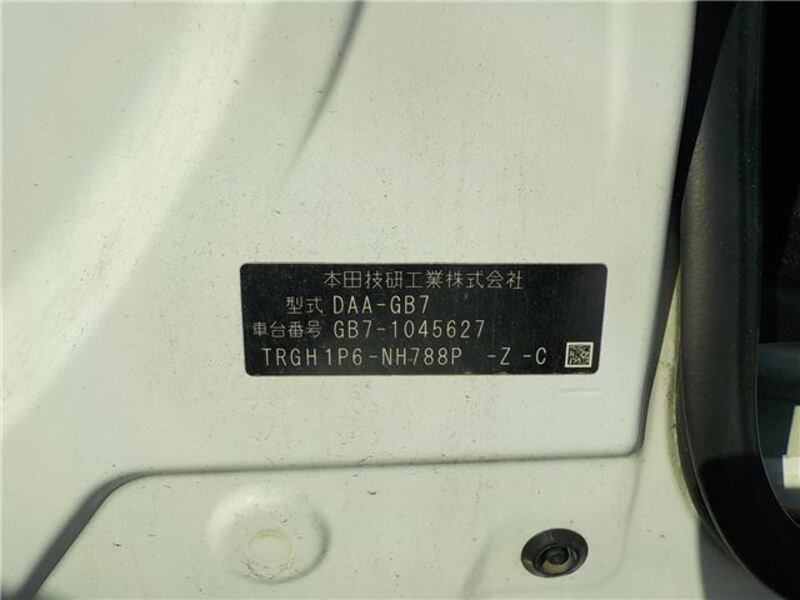 本田技研工業株式会社
型式 DAA-GB7
車台番号 GB7-1045627
TRGH1P6-NH788P -Z -C